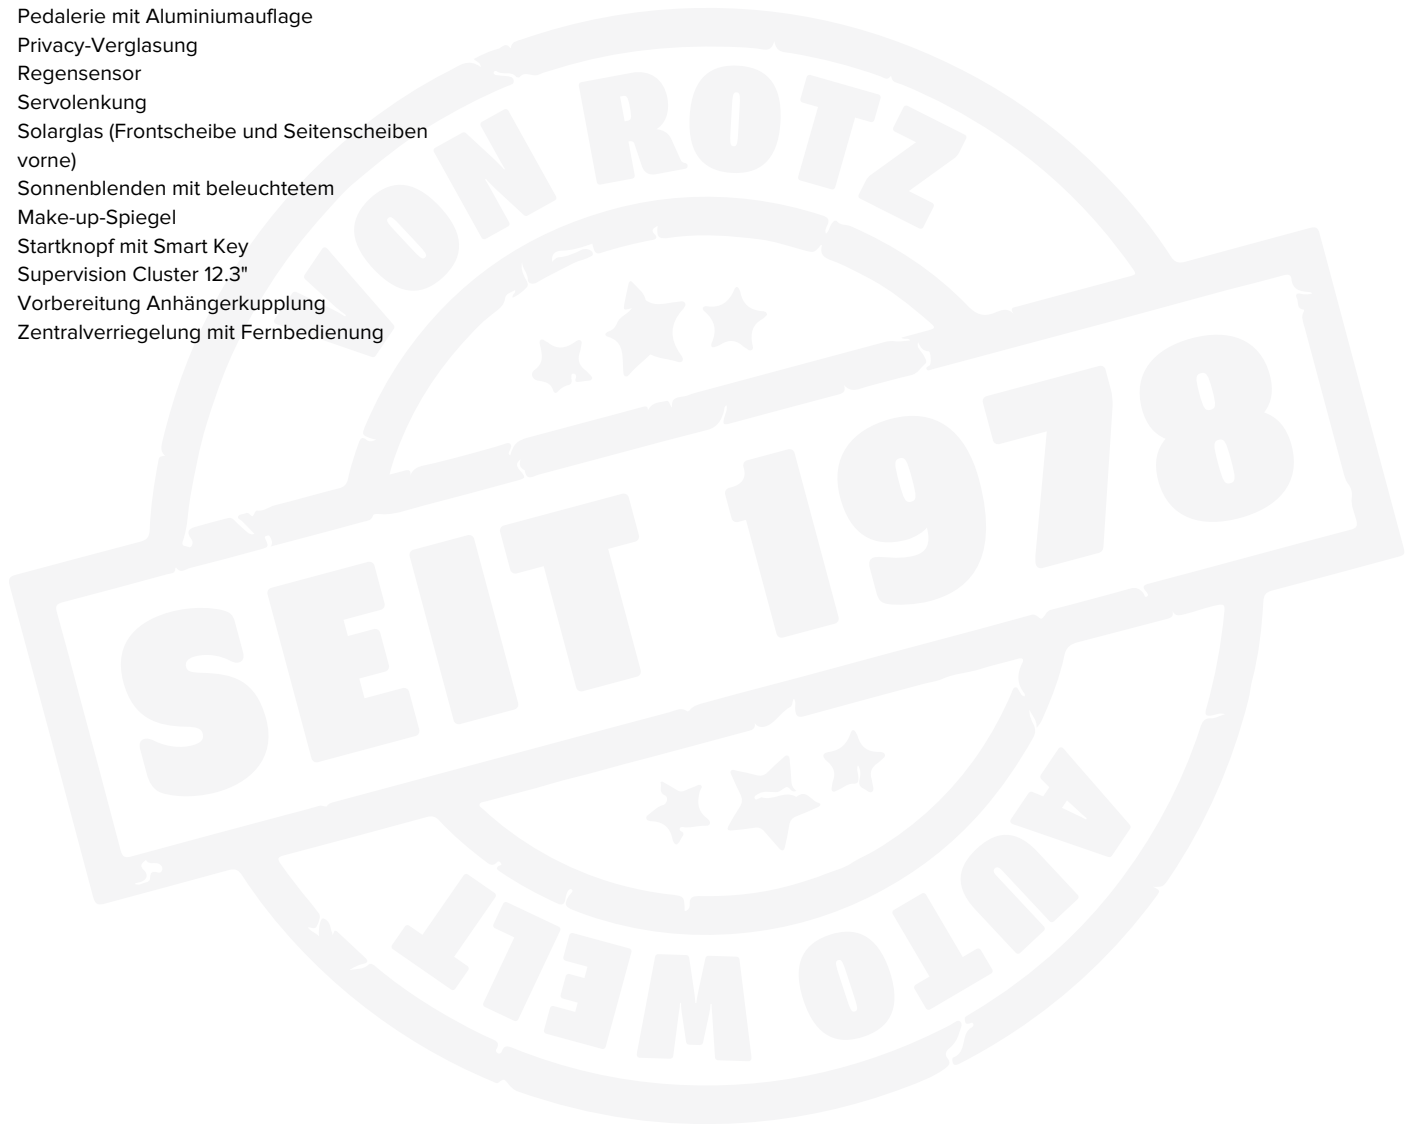 Pedalerie mit Aluminiumauflage
Privacy-Verglasung
Regensensor
Servolenkung
Solarglas (Frontscheibe und Seitenscheiben
vorne)
Sonnenblenden mit beleuchtetem
Make-up-Spiegel
Startknopf mit Smart Key
Supervision Cluster 12.3"
Vorbereitung Anhängerkupplung
Zentralverriegelung mit Fernbedienung
VON ROTZ
SEIT 1978
AUTO WELT